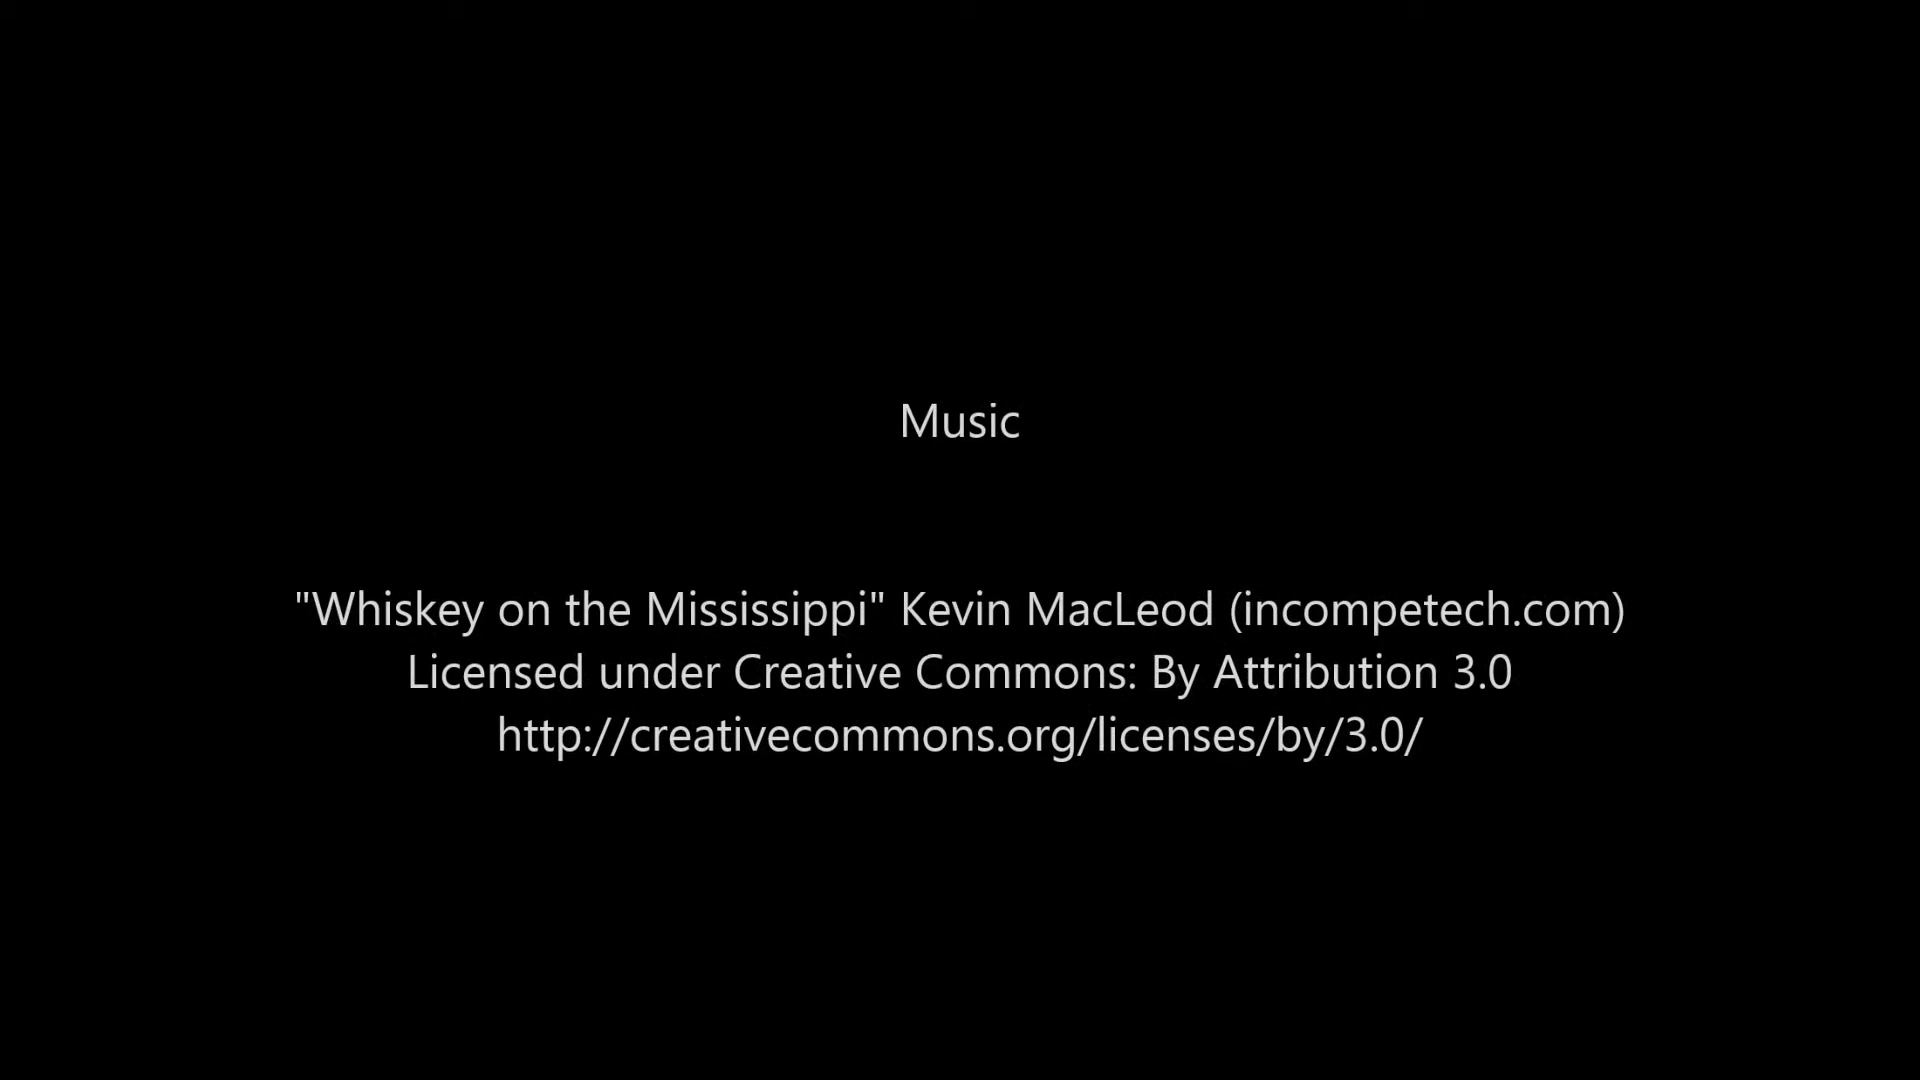 Music
"Whiskey on the Mississippi" Kevin MacLeod (incompetech.com)
Licensed under Creative Commons: By Attribution 3.0
http://creativecommons.org/licenses/by/3.0/